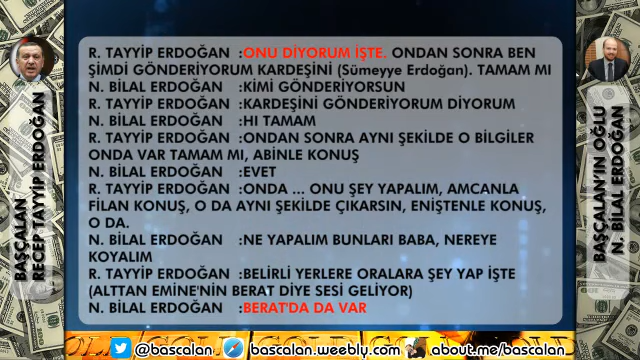 R. TAYYİP ERDOĞAN :ONU DİYORUM İŞTE. ONDAN SONRA BEN
ŞİMDİ GÖNDERİYORUM KARDEŞİNİ (Sümeyye Erdoğan). TAMAM MI
N. BİLAL ERDOĞAN :KİMİ GÖNDERİYORSUN
R. TAYYİP ERDOĞAN :KARDEŞİNİ GÖNDERİYORUM DİYORUM
N. BİLAL ERDOĞAN :HI TAMAM
R. TAYYİP ERDOĞAN :ONDAN SONRA AYNI ŞEKİLDE O BİLGİLER
ONDA VAR TAMAM MI, ABİNLE KONUŞ
N. BİLAL ERDOĞAN :EVET
R. TAYYİP ERDOĞAN :ONDA ... ONU ŞEY YAPALIM, AMCANLA
FİLAN KONUŞ, O DA AYNI ŞEKİLDE ÇIKARSIN, ENİŞTENLE KONUŞ,
O DA.
N. BİLAL ERDOĞAN :NE YAPALIM BUNLARI BABA, NEREYE
KOYALIM
R. TAYYİP ERDOĞAN :BELİRLİ YERLERE ORALARA ŞEY YAP İŞTE
(ALTTAN EMİNE'NİN BERAT DİYE SESİ GELİYOR)
N. BİLAL ERDOĞAN :BERAT'DA DA VAR
BAŞÇALAN
RECEP TAYYİP ERDOĞAN
BAŞÇALAN'IN OĞLU
N. BİLAL ERDOĞAN
@bascalan bascalan.weebly.com about.me/bascalan